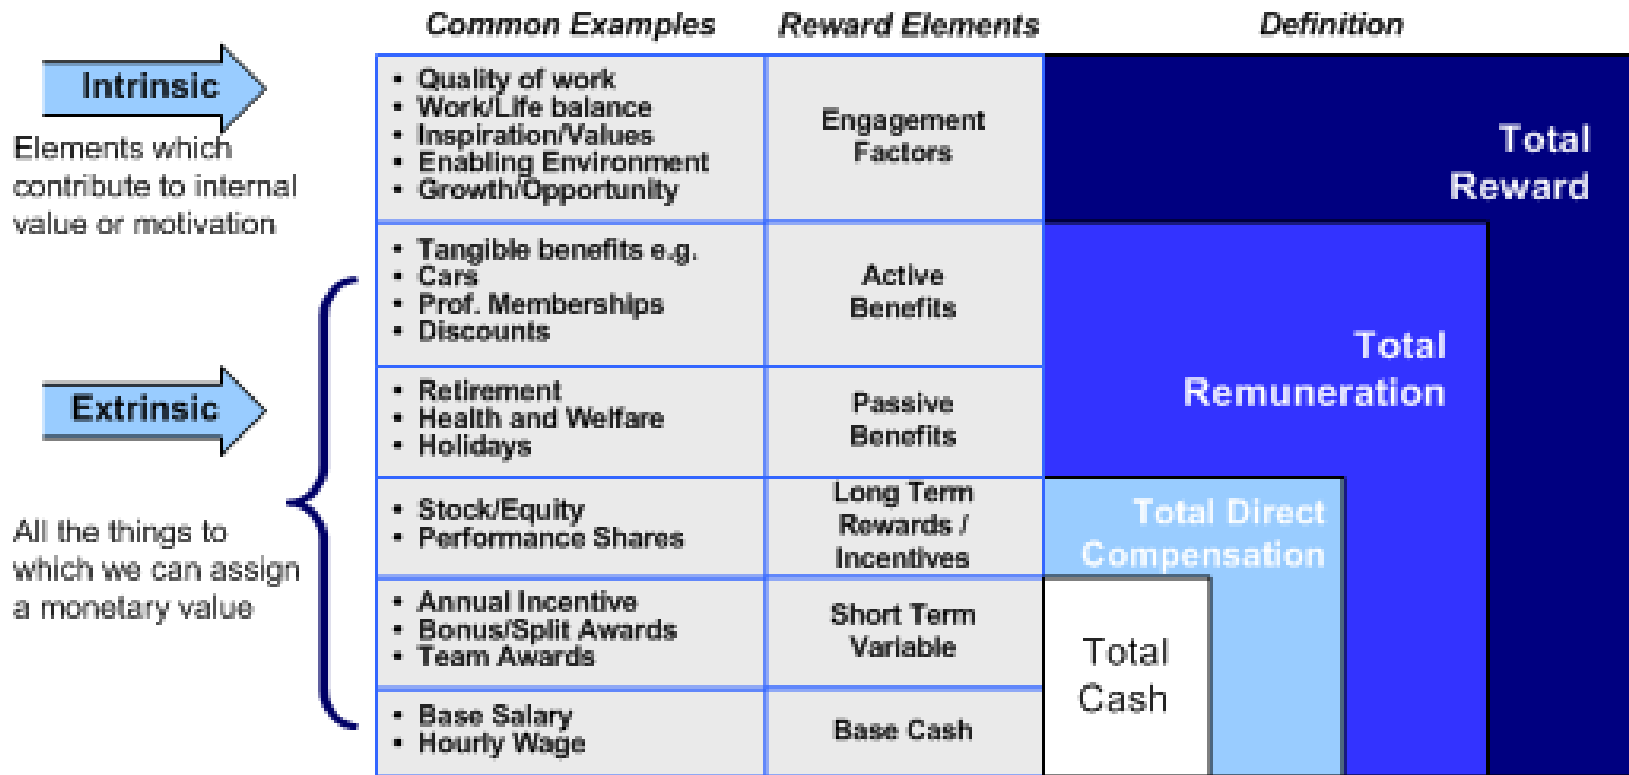 Common Examples
Reward Elements
Definition
Intrinsic
Elements which
contribute to internal
value or motivation
• Quality of work
• Work/Life balance
• Inspiration/Values
• Enabling Environment
• Growth/Opportunity
Engagement
Factors
Total
Reward
• Tangible benefits e.g.
• Cars
• Prof. Memberships
• Discounts
Active
Benefits
Total
Remuneration
Extrinsic
All the things to
which we can assign
a monetary value
• Retirement
• Health and Welfare
• Holidays
Passive
Benefits
• Stock/Equity
• Performance Shares
Long Term
Rewards /
Incentives
Total Direct
Compensation
• Annual Incentive
• Bonus/Split Awards
• Team Awards
Short Term
Variable
Total
Cash
• Base Salary
• Hourly Wage
Base Cash